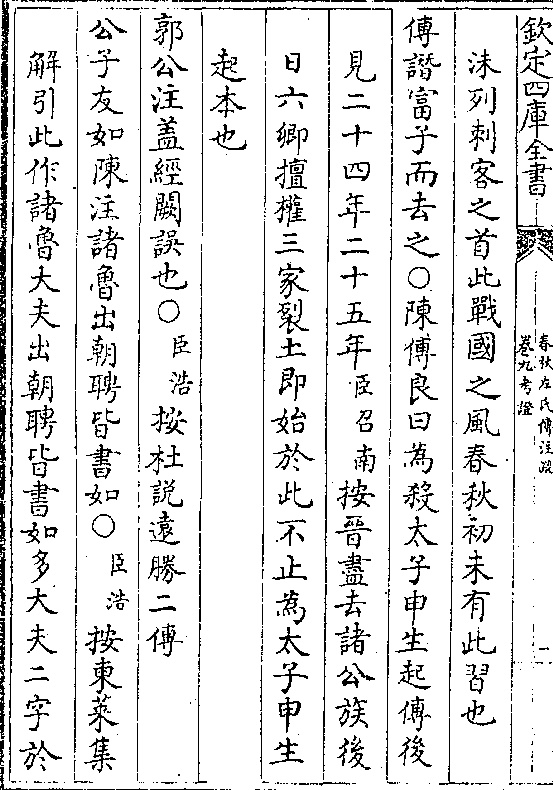 欽定四庫全書
春秋左氏傳注疏
卷九考證
一
沬列刺客之首此戰國之風春秋初未有此習也
傳譖富子而去之○陳傅良曰為殺太子申生起傳後
見二十四年二十五年臣召南按晉盡去諸公族後
日六卿擅權三家裂土即始於此不止為太子申生
起本也
郭公注盖經闕誤也○臣浩按杜說遠勝二傳
公子友如陳注諸魯出朝聘皆書如○臣浩按東萊集
解引此作諸魯大夫出朝聘皆書如多大夫二字於